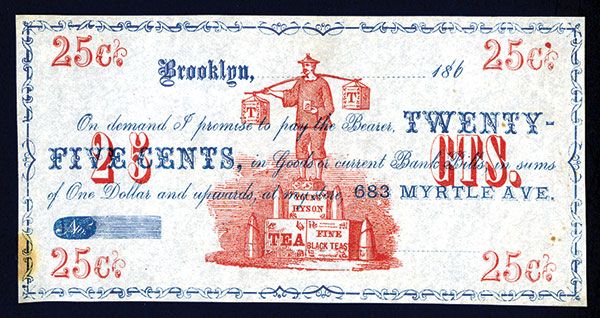 25c's 25c's
Brooklyn, 186
T T
On demand I promise to pay the Bearer, TWENTY-
FIVE CENTS, in Goods or current Bank Bills, in sums
25 CTS.
of One Dollar and upwards, at my store, 683 MYRTLE AVE.
HYSON
No.
TEA FINE
BLACK TEAS
25c's 25c's